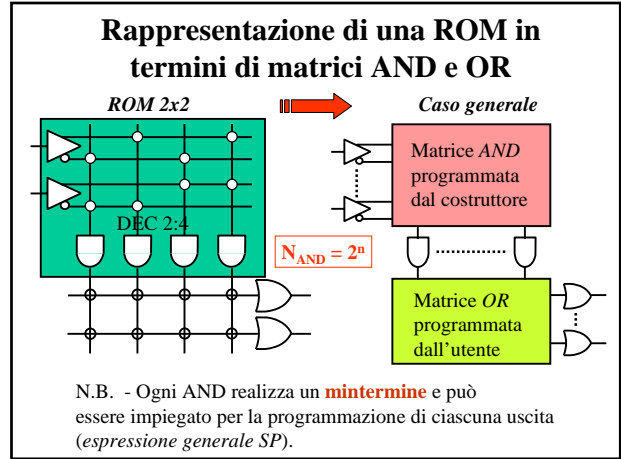 Rappresentazione di una ROM in
termini di matrici AND e OR
ROM 2x2
Caso generale
DEC 2:4
N_AND = 2^n
Matrice AND
programmata
dal costruttore
Matrice OR
programmata
dall'utente
N.B. - Ogni AND realizza un mintermine e può
essere impiegato per la programmazione di ciascuna uscita
(espressione generale SP).